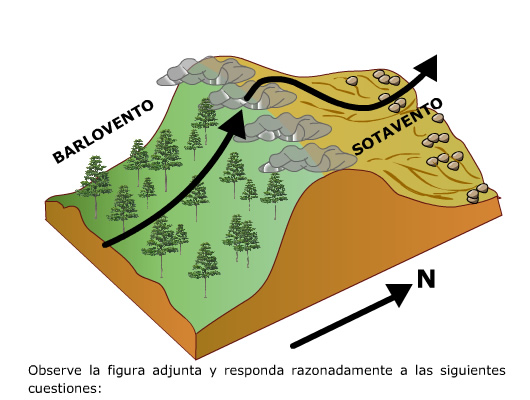 BARLOVENTO
SOTAVENTO
N
Observe la figura adjunta y responda razonadamente a las siguientes
cuestiones: